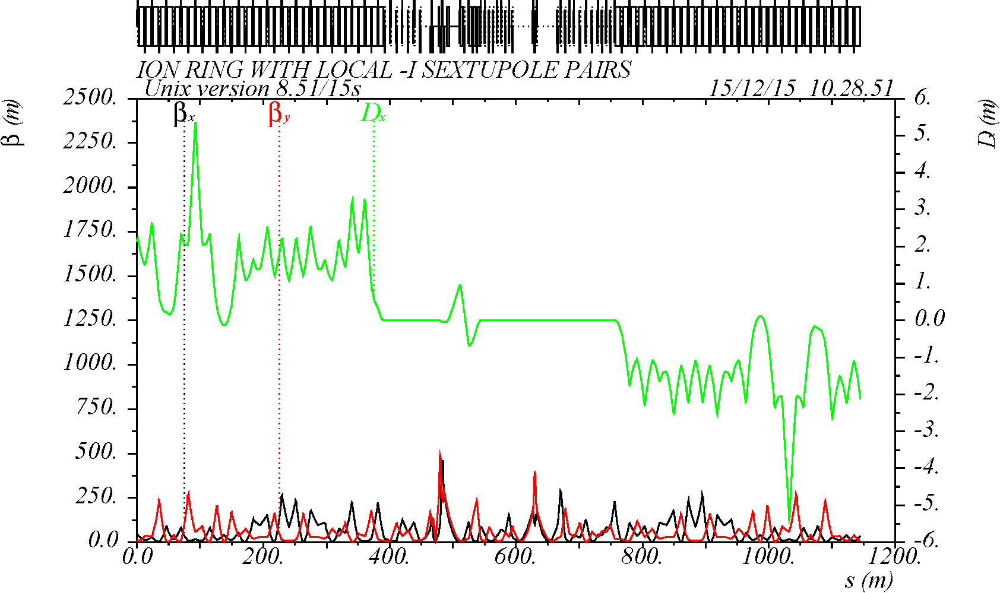 ION RING WITH LOCAL -I SEXTUPOLE PAIRS
Unix version 8.51/15s 15/12/15 10.28.51
β (m)
D (m)
βx βy Dx
2500. 6.
2250. 5.
2000. 4.
1750. 3.
1500. 2.
1250. 1.
1000. 0.0
750. -1.
500. -2.
250. -3.
0.0 -4.
-5.
-6.
0.0 200. 400. 600. 800. 1000. 1200.
s (m)